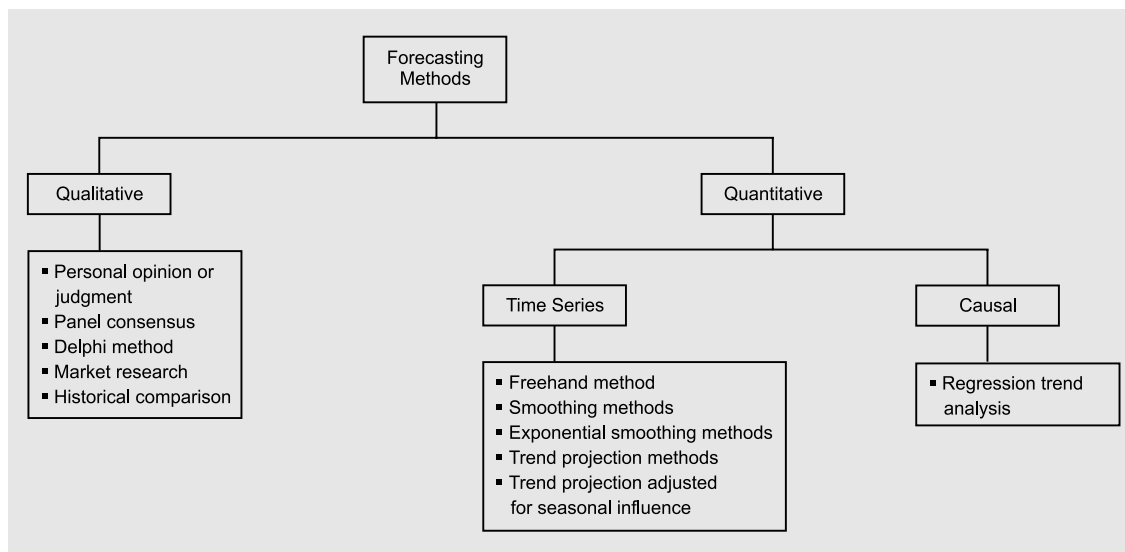 Forecasting
Methods
Qualitative
Quantitative
▪ Personal opinion or
judgment
▪ Panel consensus
▪ Delphi method
▪ Market research
▪ Historical comparison
Time Series
Causal
▪ Freehand method
▪ Smoothing methods
▪ Exponential smoothing methods
▪ Trend projection methods
▪ Trend projection adjusted
for seasonal influence
▪ Regression trend
analysis